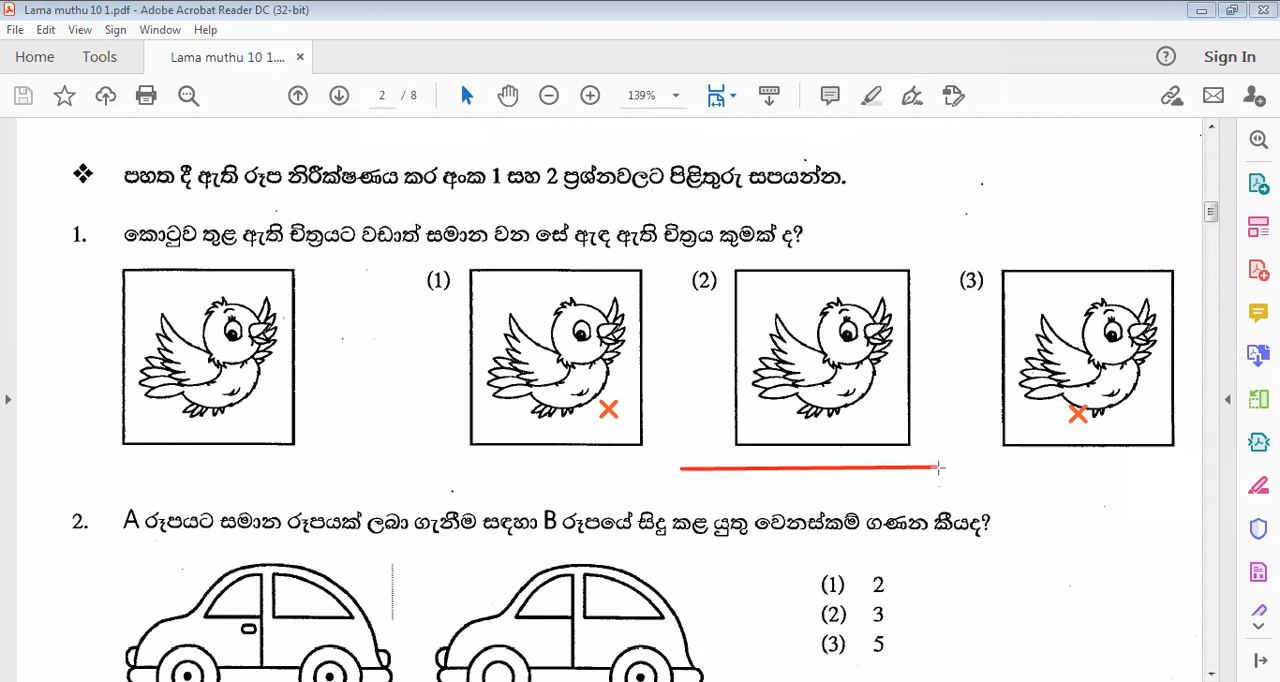 Lama muthu 10 1.pdf - Adobe Acrobat Reader DC (32-bit)
File Edit View Sign Window Help
Home Tools Lama muthu 10 1.... × Sign In
2 / 8 139%
❖ පහත දී ඇති රූප නිරීක්ෂණය කර අංක 1 සහ 2 ප්‍රශ්නවලට පිළිතුරු සපයන්න.
1. කොටුව තුළ ඇති චිත්‍රයට වඩාත් සමාන වන සේ ඇඳ ඇති චිත්‍රය කුමක් ද?
(1) (2) (3)
2. A රූපයට සමාන රූපයක් ලබා ගැනීම සඳහා B රූපයේ සිදු කළ යුතු වෙනස්කම් ගණන කීයද?
(1) 2
(2) 3
(3) 5